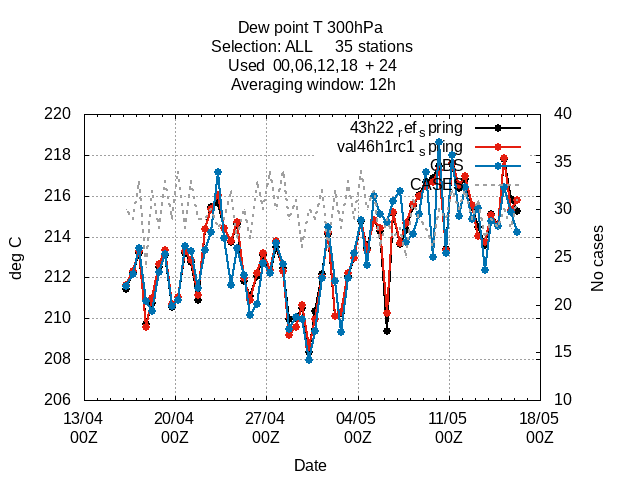 Dew point T 300hPa
Selection: ALL 35 stations
Used 00,06,12,18 + 24
Averaging window: 12h
220
218
216
214
212
210
208
206
40
35
30
25
20
15
10
43h22 refspring
val46h1rc1 spring
OBS
CASES
deg C
No cases
13/04 20/04 27/04 04/05 11/05 18/05
00Z 00Z 00Z 00Z 00Z 00Z
Date